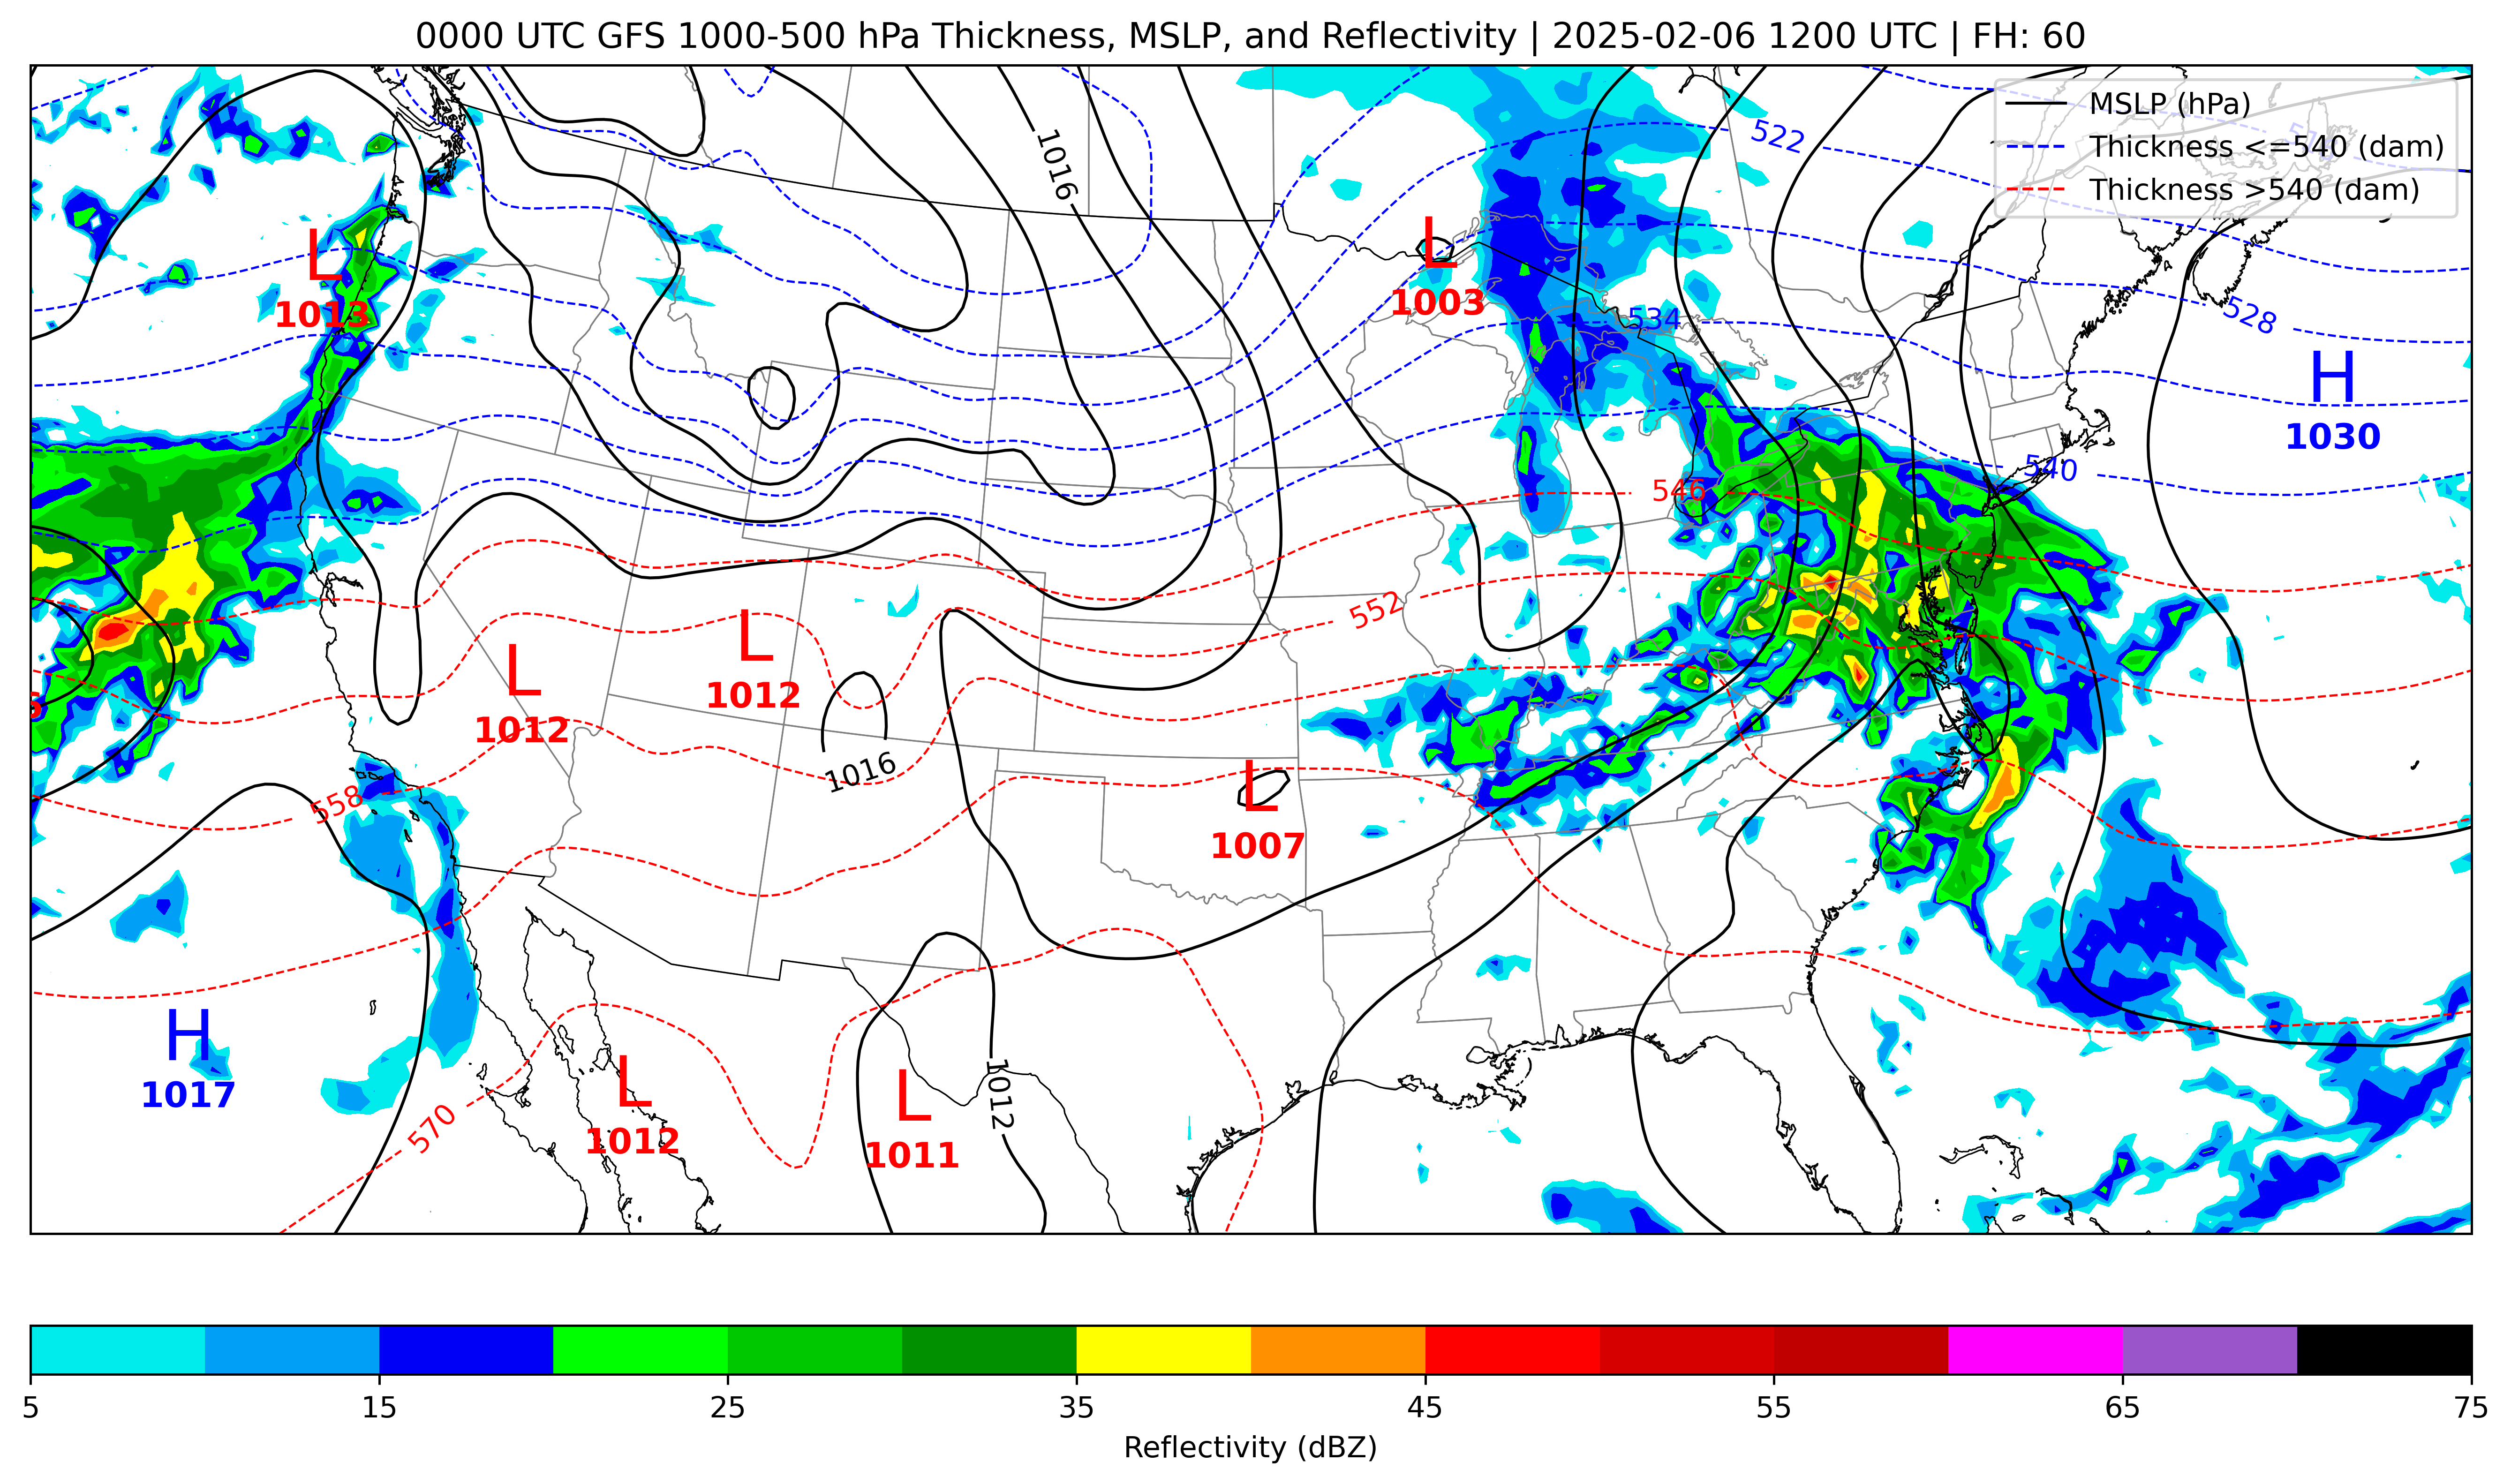 0000 UTC GFS 1000-500 hPa Thickness, MSLP, and Reflectivity | 2025-02-06 1200 UTC | FH: 60
MSLP (hPa)
Thickness <=540 (dam)
Thickness >540 (dam)
522
1016
L
1013
L
1003
534
528
H
1030
540
546
552
L
1012
L
1012
1016
558
L
1007
H
1017
570
L
1012
L
1011
1012
5
15
25
35
45
55
65
75
Reflectivity (dBZ)